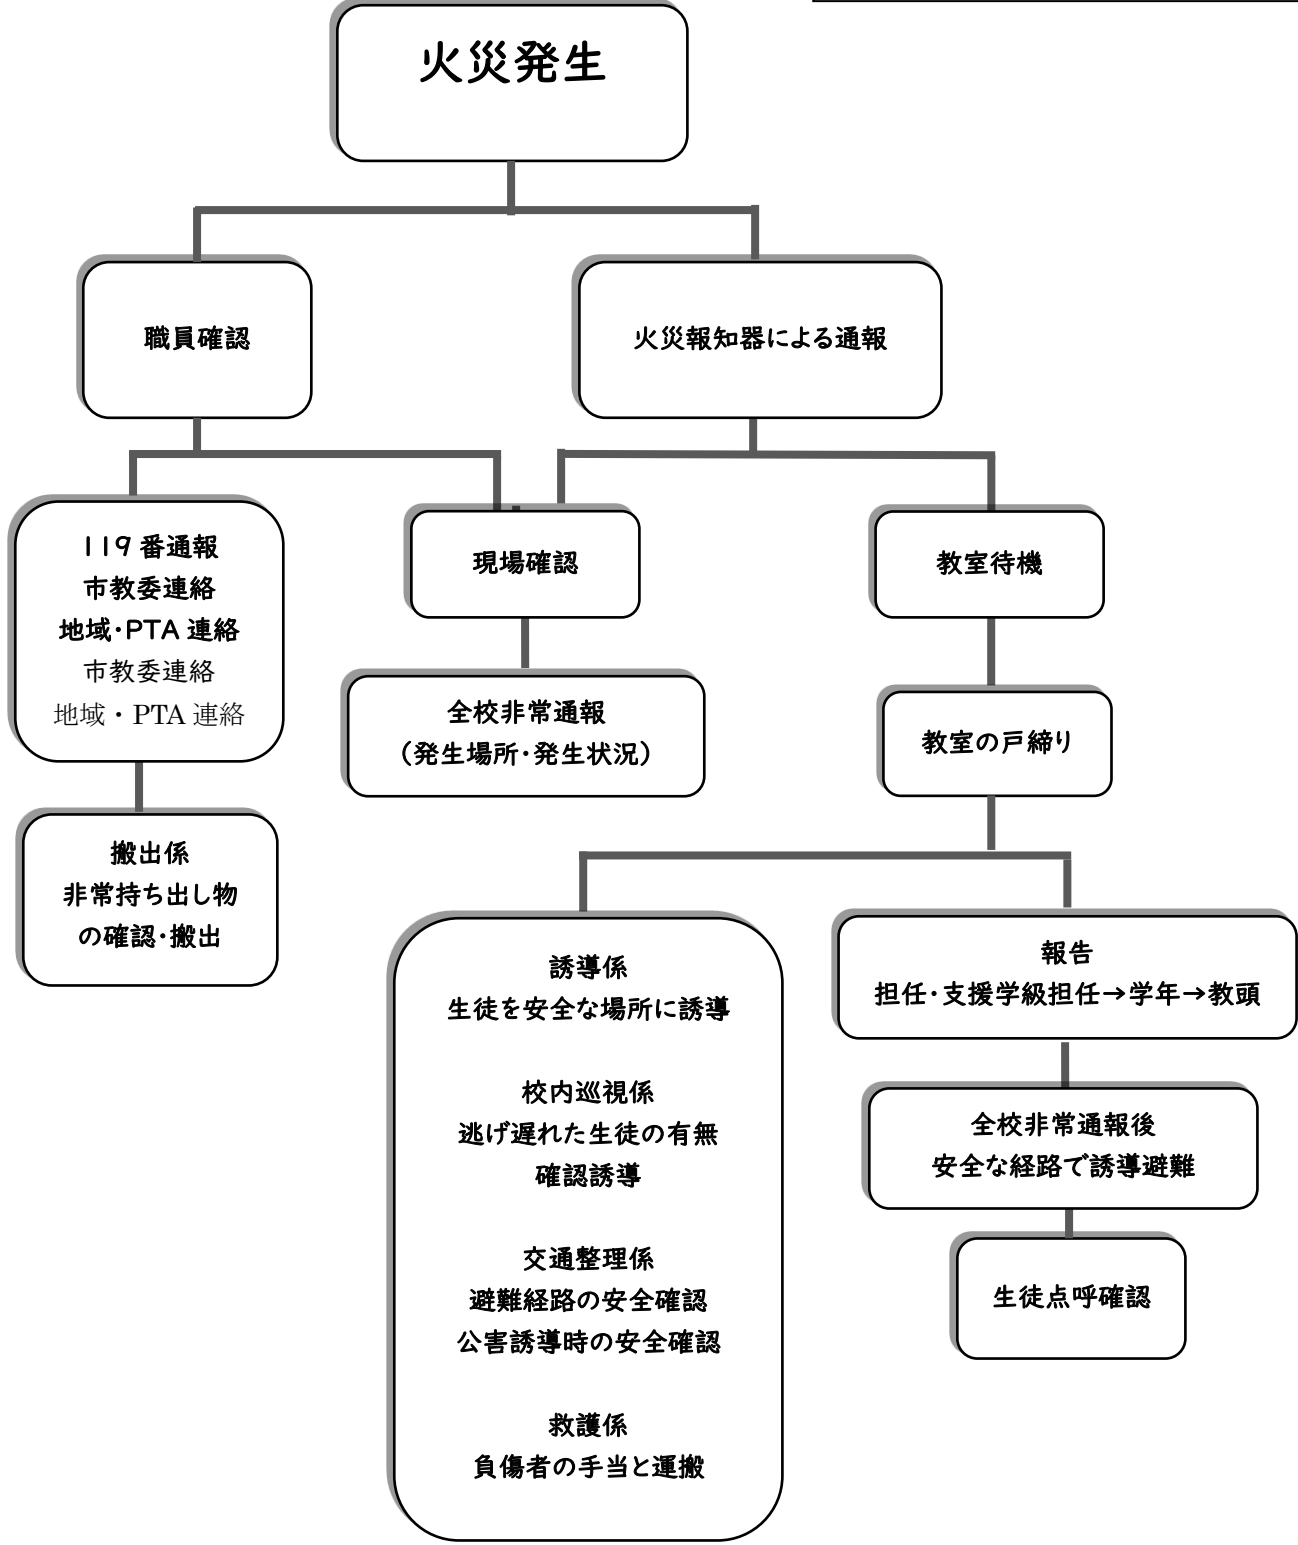 火災発生
職員確認
火災報知器による通報
119 番通報
市教委連絡
地域・PTA 連絡
市教委連絡
地域・PTA 連絡
現場確認
教室待機
全校非常通報
（発生場所・発生状況）
教室の戸締り
搬出係
非常持ち出し物
の確認・搬出
誘導係
生徒を安全な場所に誘導
校内巡視係
逃げ遅れた生徒の有無
確認誘導
交通整理係
避難経路の安全確認
公害誘導時の安全確認
救護係
負傷者の手当と運搬
報告
担任・支援学級担任→学年→教頭
全校非常通報後
安全な経路で誘導避難
生徒点呼確認